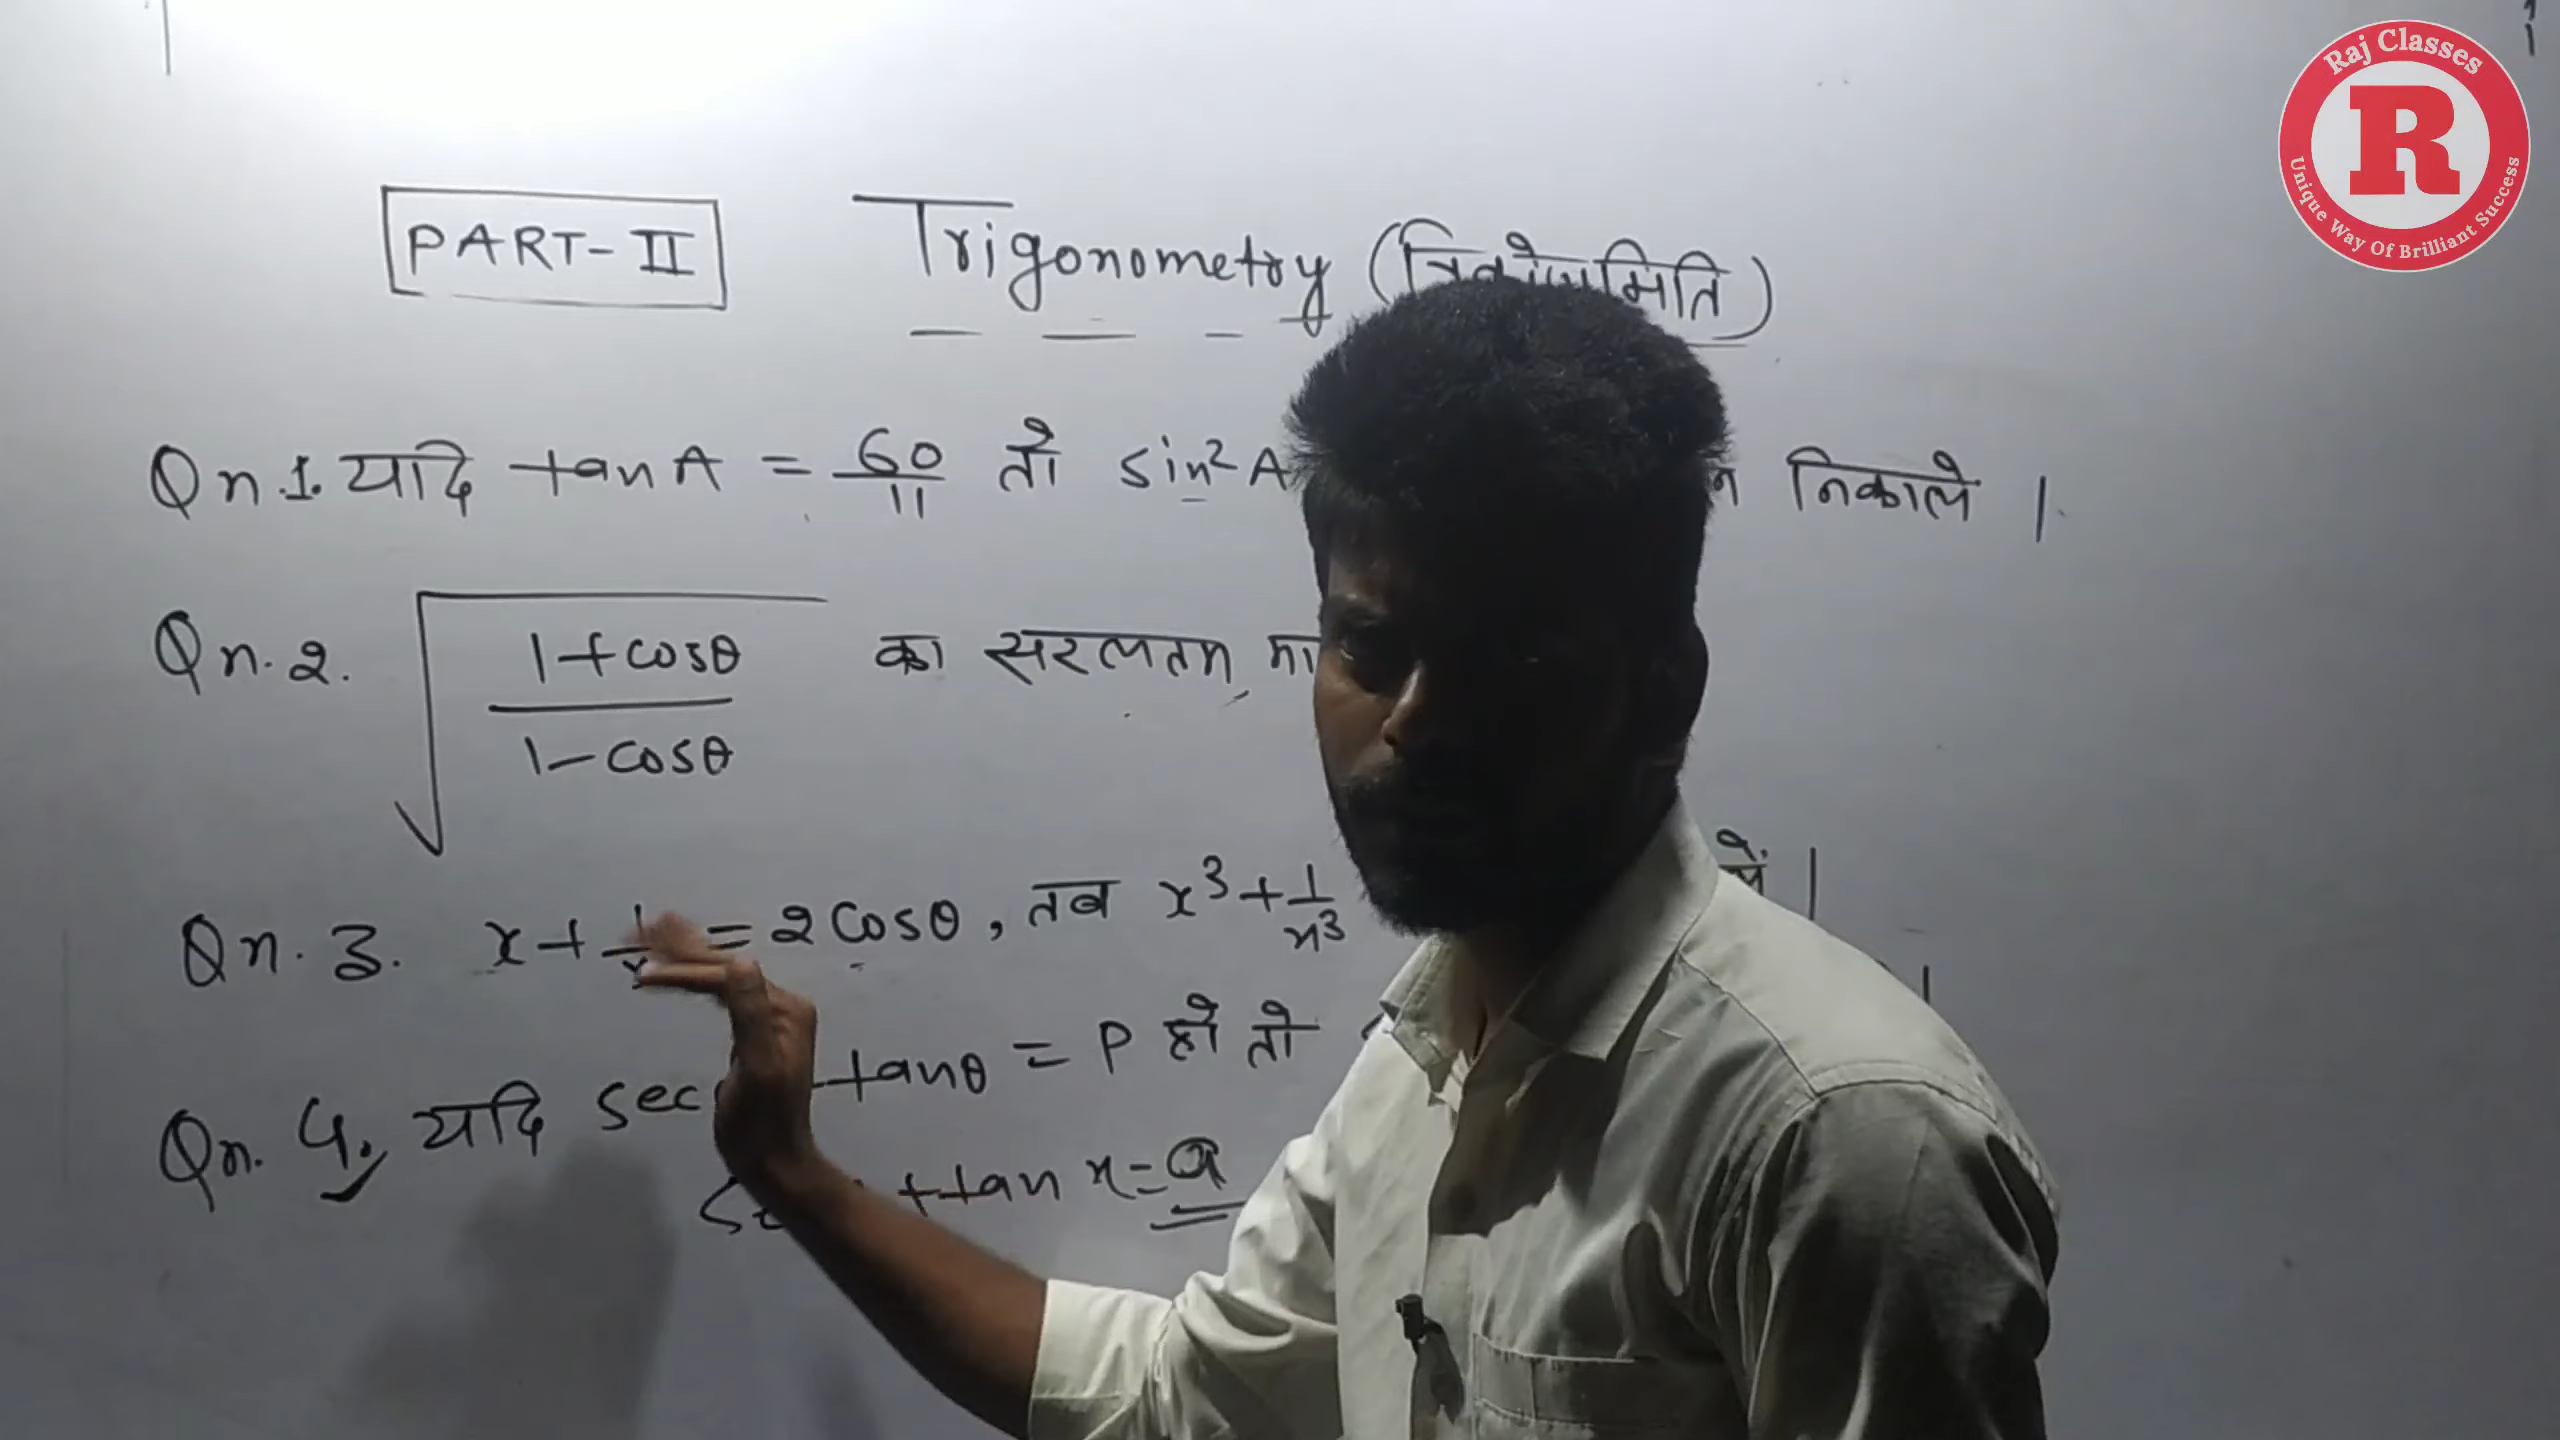 Raj Classes
R
Unique Way Of Brilliant Success
PART-II Trigonometry (त्रिकोणमिति)
Qn.1. यदि tanA = 60/11 तो sin²A निकाले ।
Qn.2. √(1+cosθ / 1-cosθ) का सरलतम
Qn.3. x+1/x = 2cosθ, तब x³+1/x³ ।
Qn.4. यदि sec tanθ = P हो तो ।
+tan x = a